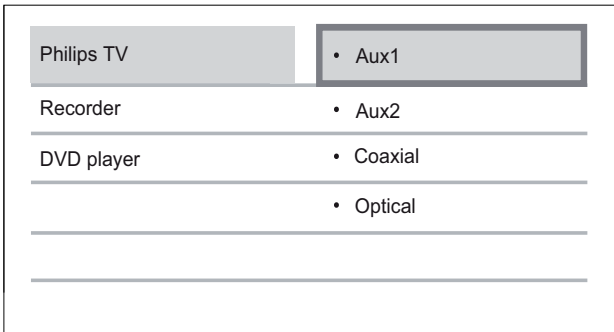 Philips TV
• Aux1
Recorder
• Aux2
DVD player
• Coaxial
• Optical